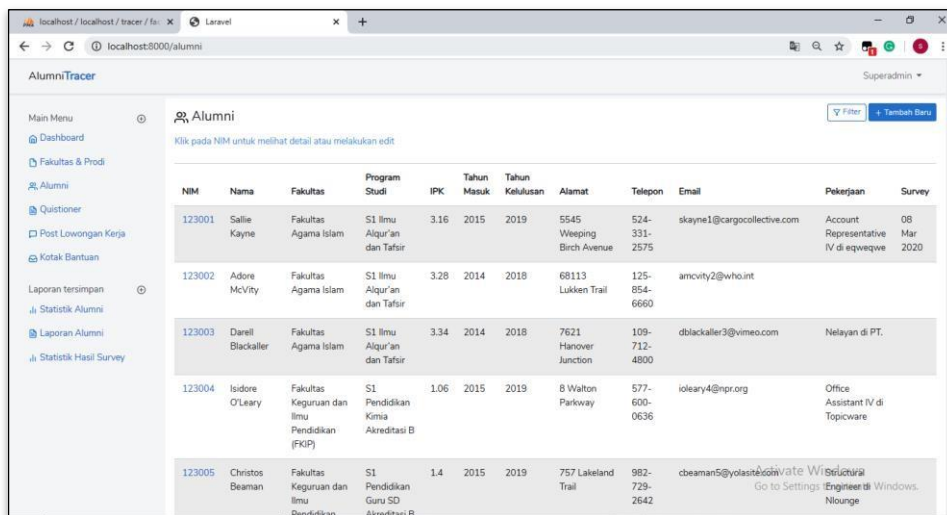 localhost / localhost / tracer / fa
Laravel
localhost:8000/alumni
AlumniTracer
Superadmin
Main Menu
Dashboard
Fakultas & Prodi
Alumni
Quistioner
Post Lowongan Kerja
Kotak Bantuan
Laporan tersimpan
Statistik Alumni
Laporan Alumni
Statistik Hasil Survey
Alumni
Filter
+ Tambah Baru
Klik pada NIM untuk melihat detail atau melakukan edit
NIM Nama Fakultas Program Studi IPK Tahun Masuk Tahun Kelulusan Alamat Telepon Email Pekerjaan Survey
123001 Sallie Kayne Fakultas Agama Islam S1 Ilmu Alqur'an dan Tafsir 3.16 2015 2019 5545 Weeping Birch Avenue 524-331-2575 skayne1@cargocollective.com Account Representative IV di eqweqwe 08 Mar 2020
123002 Adore McVity Fakultas Agama Islam S1 Ilmu Alqur'an dan Tafsir 3.28 2014 2018 68113 Lukken Trail 125-854-6660 amcvity2@who.int
123003 Darell Blackaller Fakultas Agama Islam S1 Ilmu Alqur'an dan Tafsir 3.34 2014 2018 7621 Hanover Junction 109-712-4800 dblackaller3@vimeo.com Nelayan di PT.
123004 Isidore O'Leary Fakultas Keguruan dan Ilmu Pendidikan (FKIP) S1 Pendidikan Kimia Akreditasi B 1.06 2015 2019 8 Walton Parkway 577-600-0636 ioleary4@npr.org Office Assistant IV di Topicware
123005 Christos Beaman Fakultas Keguruan dan Ilmu Pendidikan S1 Pendidikan Guru SD Akreditasi B 1.4 2015 2019 757 Lakeland Trail 982-729-2642 cbeaman5@yolasite.com Structural Engineer di Nlounge
Activate Windows
Go to Settings to activate Windows.